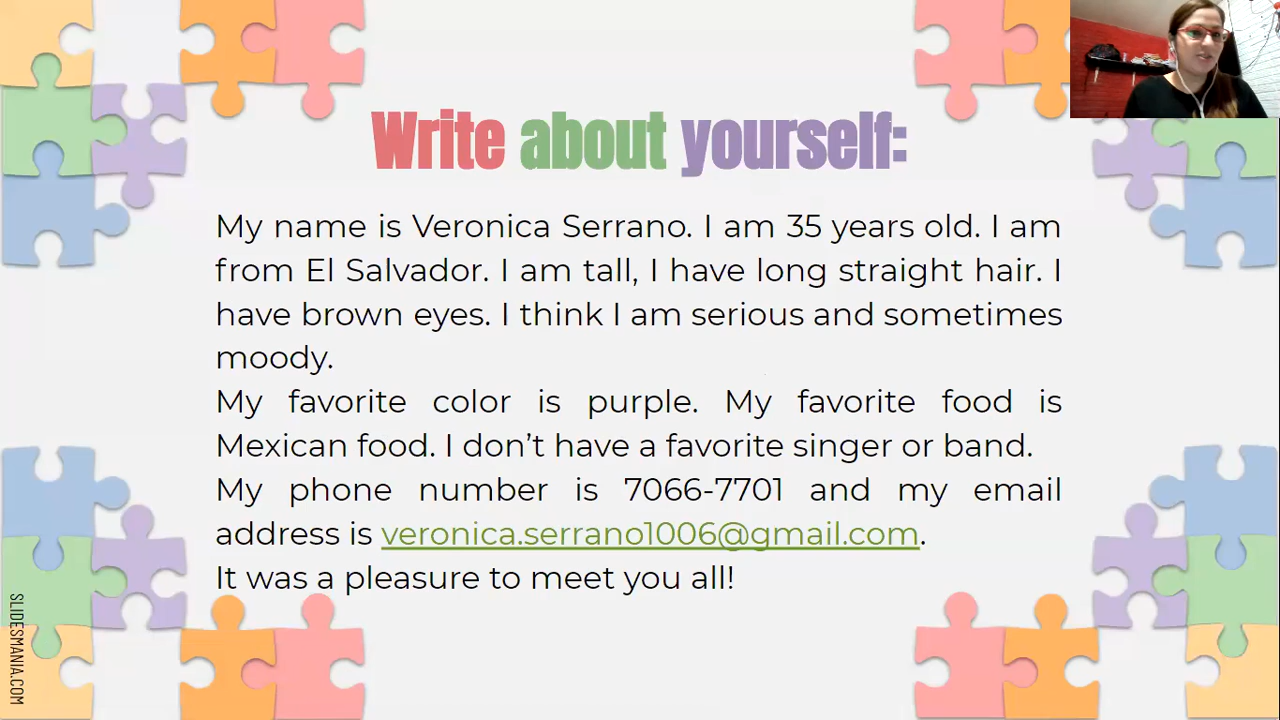 Write about yourself:
My name is Veronica Serrano. I am 35 years old. I am
from El Salvador. I am tall, I have long straight hair. I
have brown eyes. I think I am serious and sometimes
moody.
My favorite color is purple. My favorite food is
Mexican food. I don’t have a favorite singer or band.
My phone number is 7066-7701 and my email
address is veronica.serrano1006@gmail.com.
It was a pleasure to meet you all!
SLIDESMANIA.COM